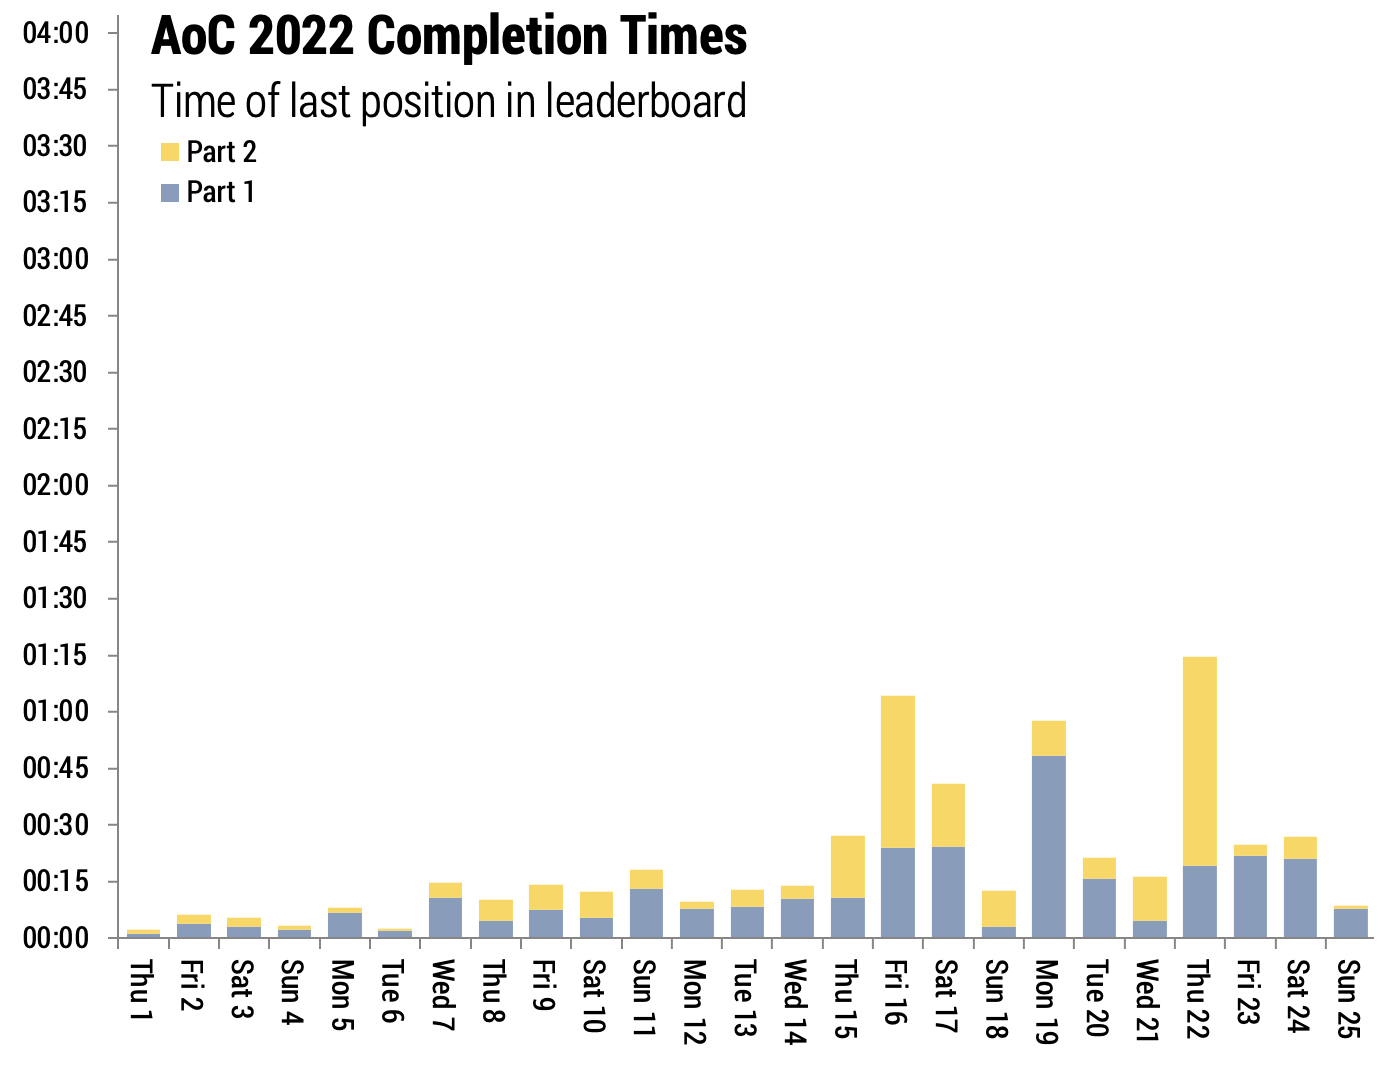 AoC 2022 Completion Times
Time of last position in leaderboard
Part 2
Part 1
04:00
03:45
03:30
03:15
03:00
02:45
02:30
02:15
02:00
01:45
01:30
01:15
01:00
00:45
00:30
00:15
00:00
Thu 1
Fri 2
Sat 3
Sun 4
Mon 5
Tue 6
Wed 7
Thu 8
Fri 9
Sat 10
Sun 11
Mon 12
Tue 13
Wed 14
Thu 15
Fri 16
Sat 17
Sun 18
Mon 19
Tue 20
Wed 21
Thu 22
Fri 23
Sat 24
Sun 25